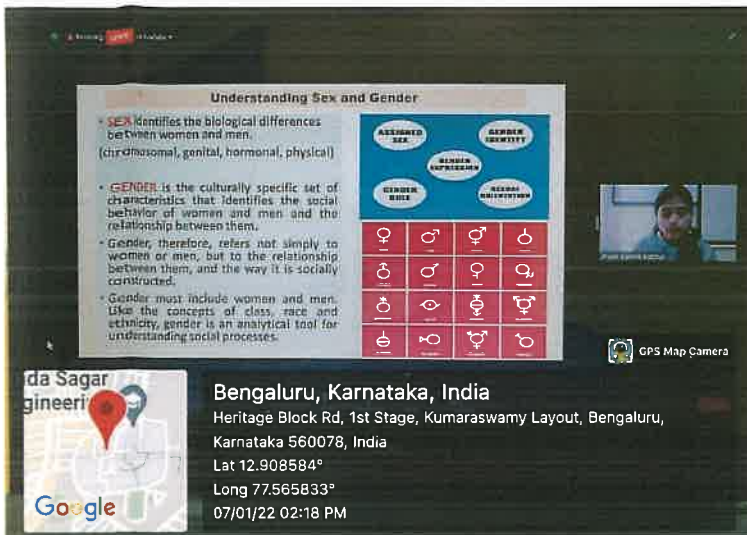 Understanding Sex and Gender
• SEX identifies the biological differences
between women and men.
(chromosomal, genital, hormonal, physical)
• GENDER is the culturally specific set of
characteristics that identifies the social
behavior of women and men and the
relationship between them.
• Gender, therefore, refers not simply to
women or men, but to the relationship
between them, and the way it is socially
constructed.
• Gender must include women and men.
Like the concepts of class, race and
ethnicity, gender is an analytical tool for
understanding social processes.
ASSIGNED
SEX
GENDER
IDENTITY
GENDER
EXPRESSION
GENDER
ROLE
SEXUAL
ORIENTATION
GPS Map Camera
da Sagar
gineeri
Google
Bengaluru, Karnataka, India
Heritage Block Rd, 1st Stage, Kumaraswamy Layout, Bengaluru,
Karnataka 560078, India
Lat 12.908584°
Long 77.565833°
07/01/22 02:18 PM